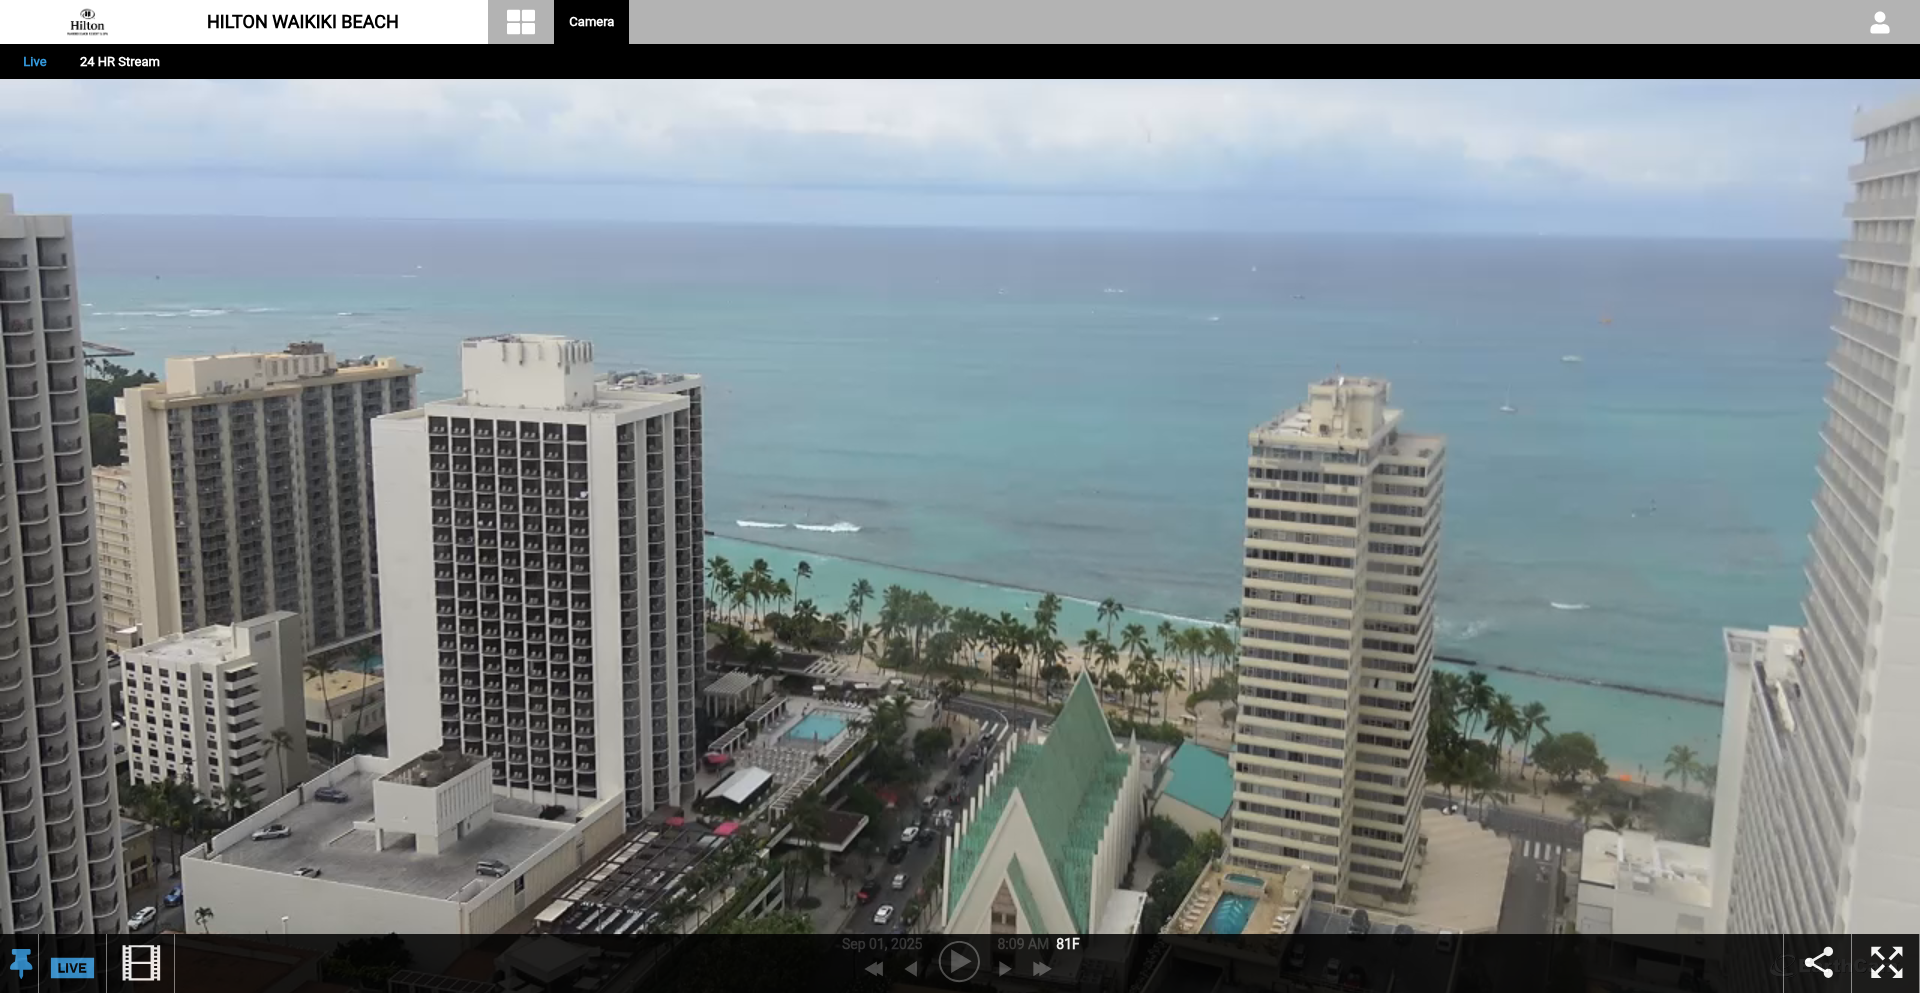 Hilton
HILTON WAIKIKI BEACH
Camera
Live
24 HR Stream
LIVE
Sep 01, 2025
8:09 AM
81F